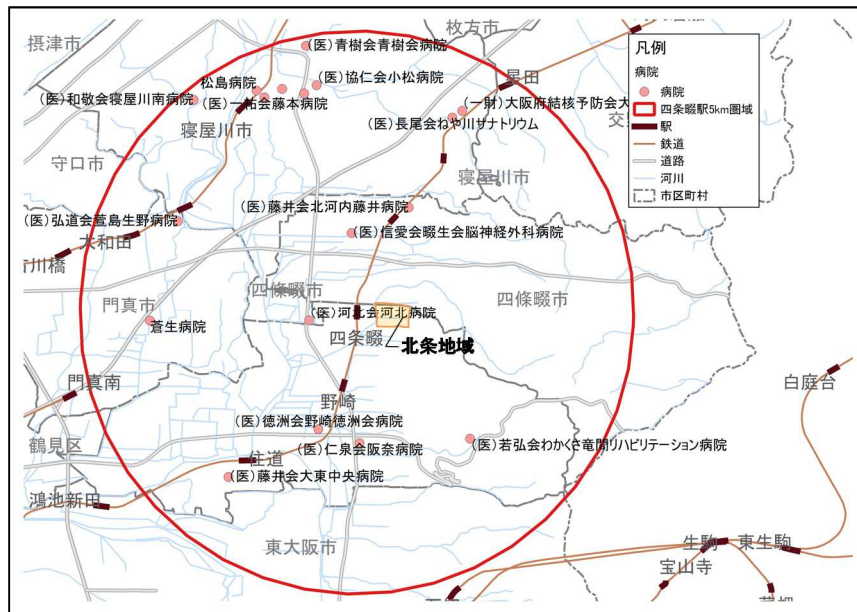 摂津市
枚方市
凡例
病院
病院
四条畷駅5km圏域
駅
鉄道
道路
河川
市区町村
(医)青樹会青樹会病院
星田
松島病院
(医)協仁会小松病院
(医)和敬会寝屋川南病院
(医)一祐会藤本病院
(一財)大阪府結核予防会大
交
(医)長尾会ねや川サナトリウム
寝屋川市
守口市
寝屋川市
(医)藤井会北河内藤井病院
(医)弘道会萱島生野病院
(医)信愛会畷生会脳神経外科病院
大和田
川橋
四條畷市
四條畷市
門真市
(医)河北会河北病院
蒼生病院
四条畷
北条地域
門真南
白庭台
野崎
(医)徳洲会野崎徳洲会病院
鶴見区
(医)仁泉会阪奈病院
(医)若弘会わかくさ竜間リハビリテーション病院
住道
(医)藤井会大東中央病院
鴻池新田
東大阪市
生駒
東生駒
宝山寺